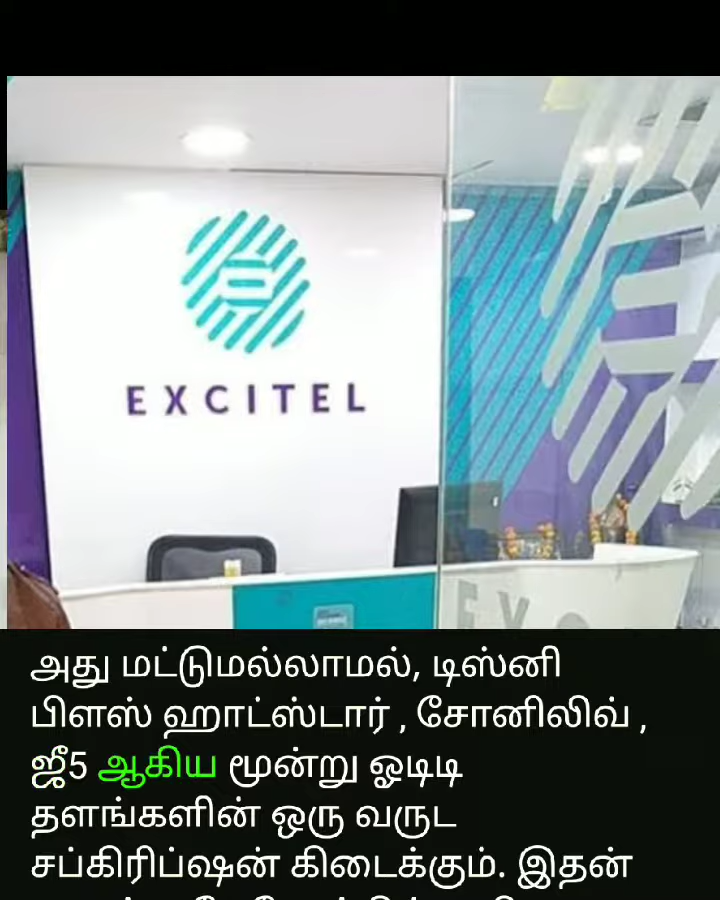 EXCITEL
அது மட்டுமல்லாமல், டிஸ்னி
பிளஸ் ஹாட்ஸ்டார் , சோனிலிவ் ,
ஜீ5 ஆகிய மூன்று ஓடிடி
தளங்களின் ஒரு வருட
சப்கிரிப்ஷன் கிடைக்கும். இதன்